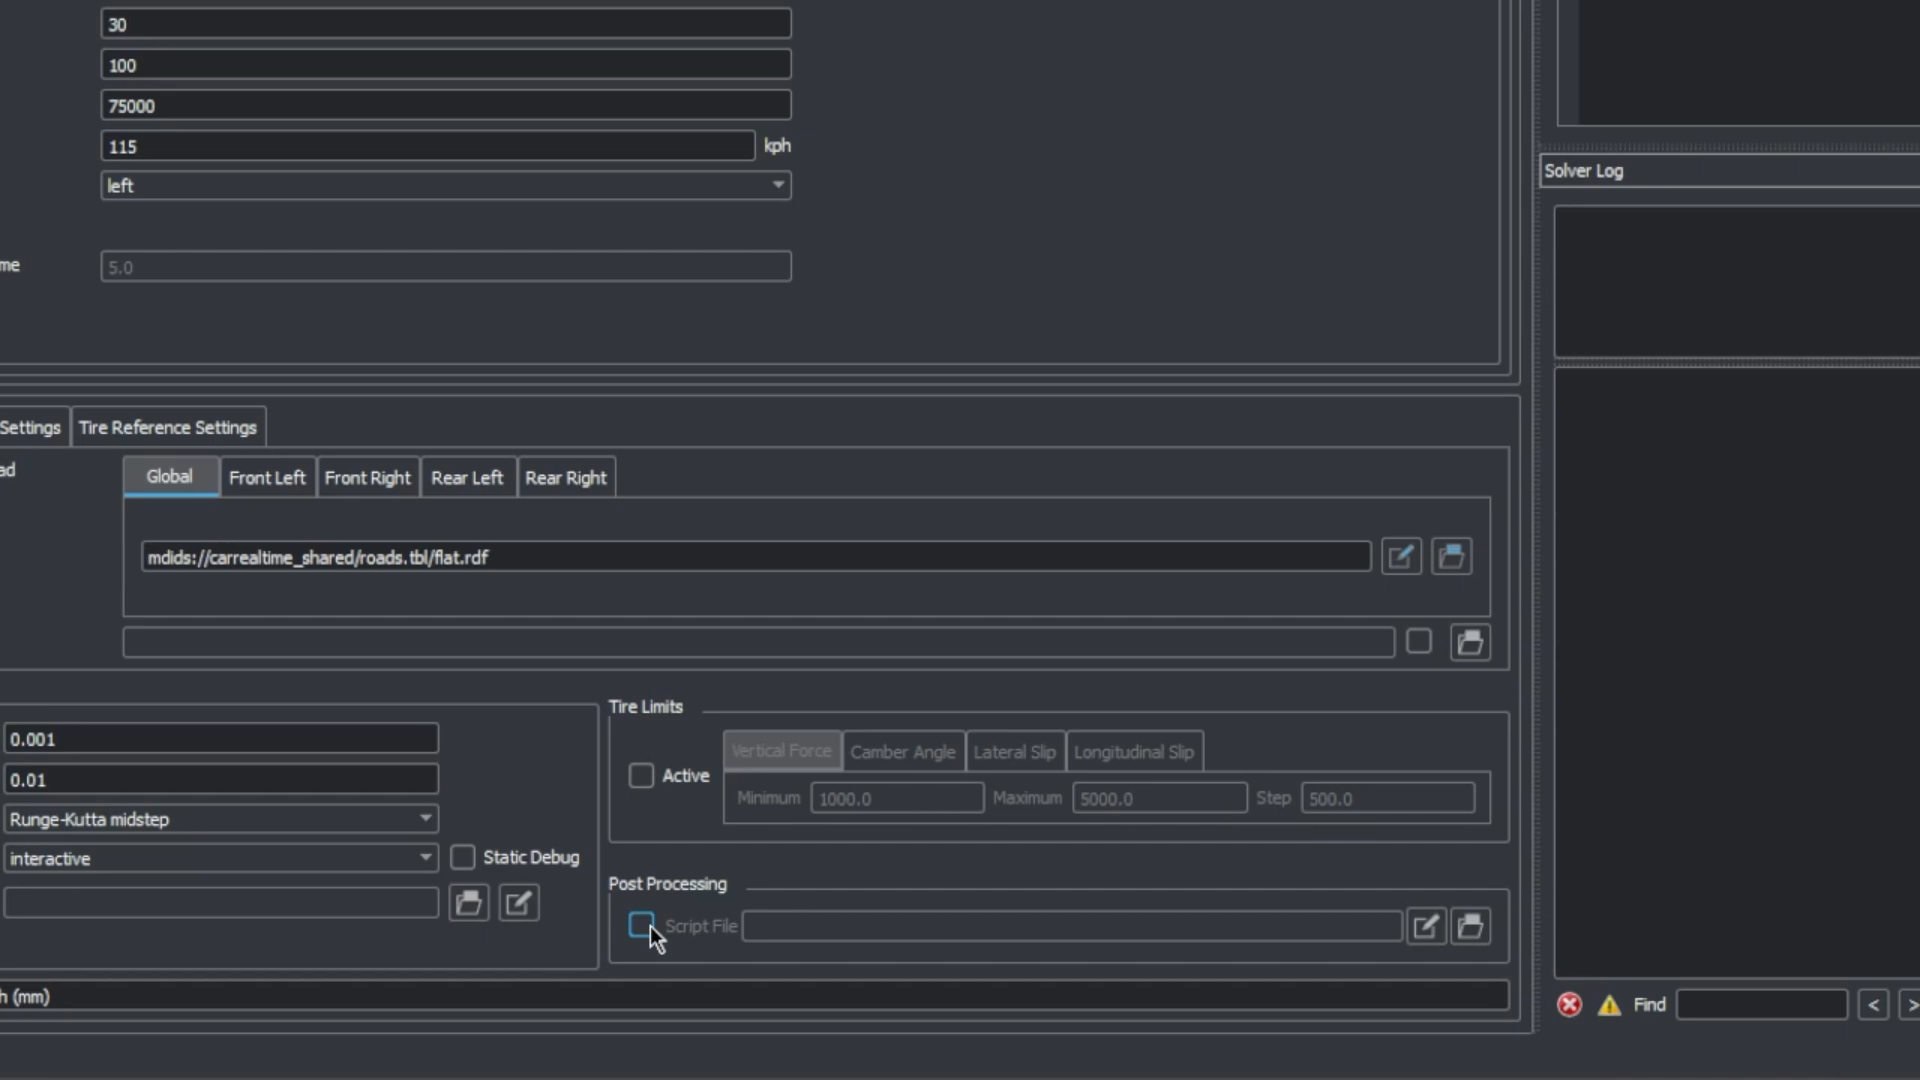 30
100
75000
115 kph
left
me 5.0
Solver Log
Settings Tire Reference Settings
ad
Global Front Left Front Right Rear Left Rear Right
mdids://carrealtime_shared/roads.tbl/flat.rdf
0.001
0.01
Runge-Kutta midstep
interactive Static Debug
Tire Limits
Active
Vertical Force Camber Angle Lateral Slip Longitudinal Slip
Minimum 1000.0 Maximum 5000.0 Step 500.0
Post Processing
Script File
h (mm)
Find < >